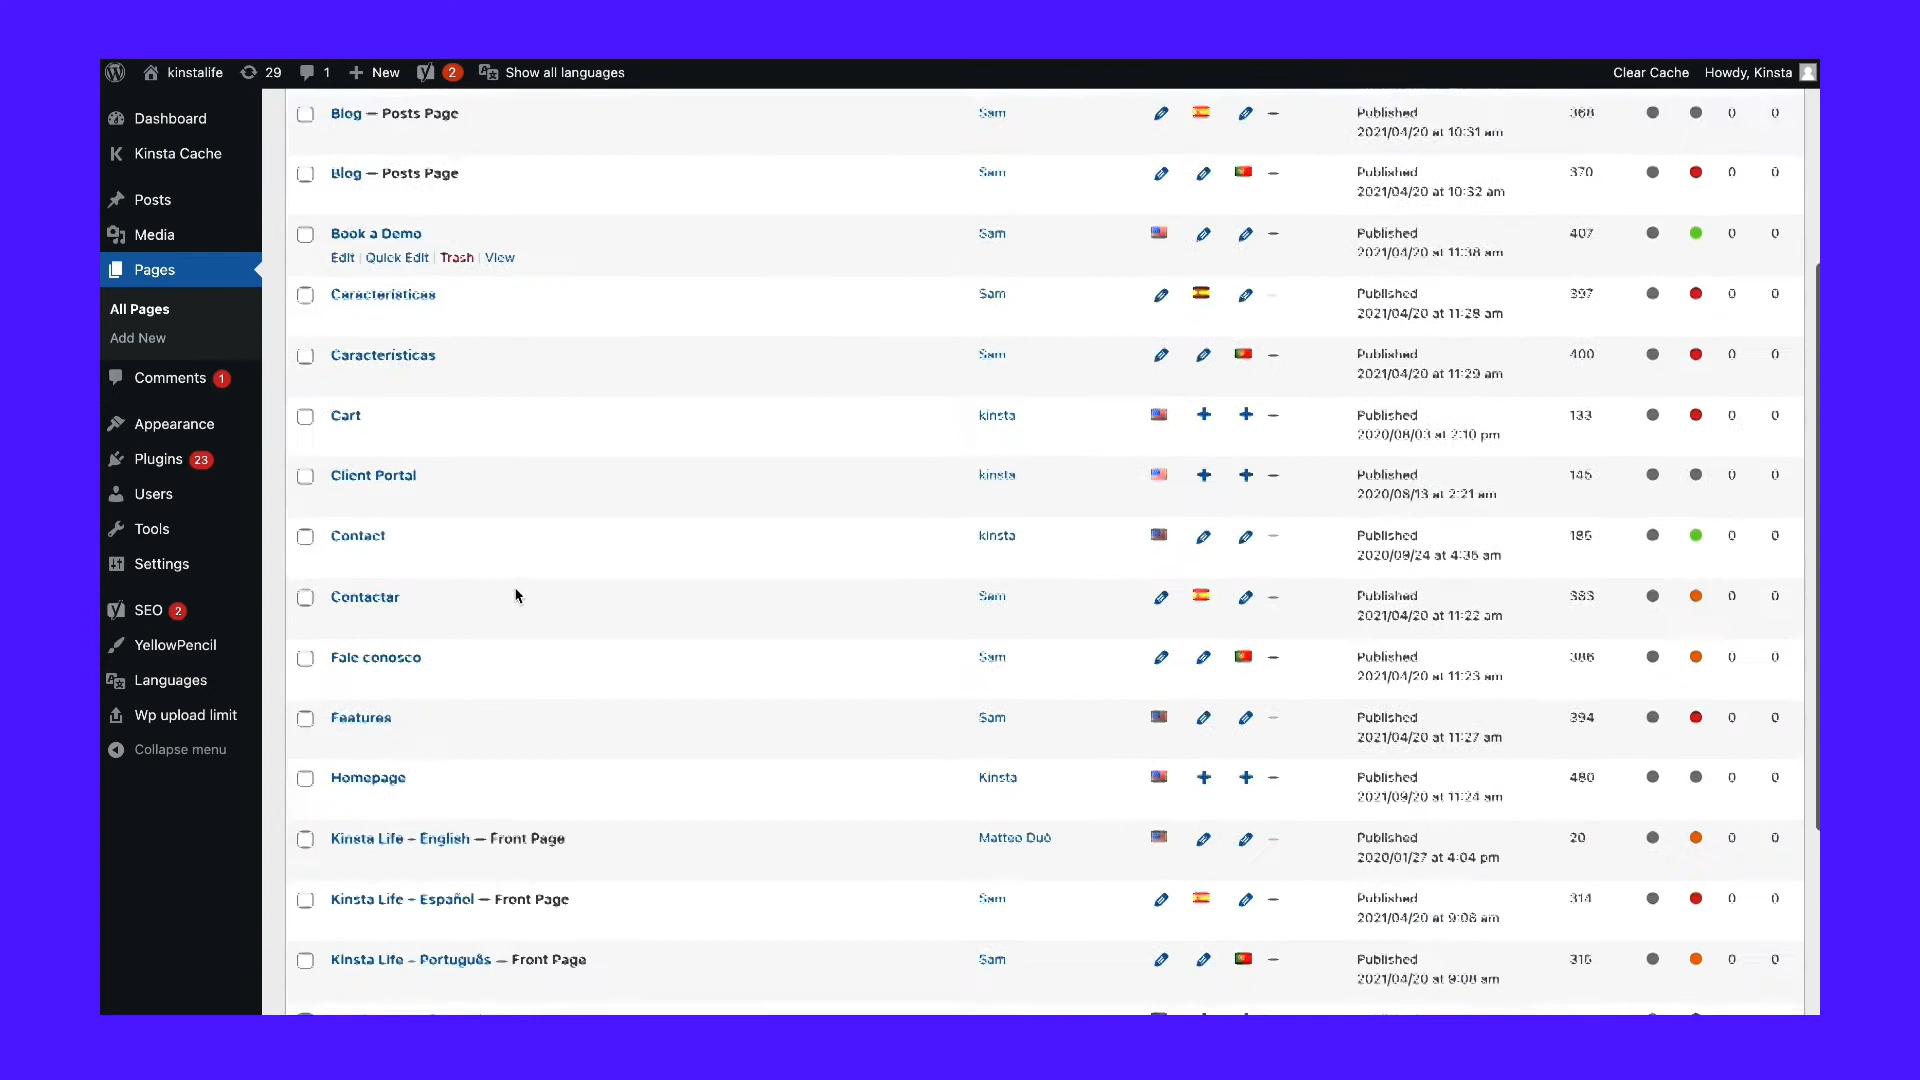 kinstalife 29 1 New 2 Show all languages Clear Cache Howdy, Kinsta
Dashboard
Kinsta Cache
Posts
Media
Pages
All Pages
Add New
Comments 1
Appearance
Plugins 23
Users
Tools
Settings
SEO 2
YellowPencil
Languages
Wp upload limit
Collapse menu
Blog — Posts Page Sam — Published 368 0 0
2021/04/20 at 10:31 am
Blog — Posts Page Sam — Published 370 0 0
2021/04/20 at 10:32 am
Book a Demo Sam — Published 407 0 0
Edit | Quick Edit | Trash | View 2021/04/20 at 11:38 am
Características Sam — Published 397 0 0
2021/04/20 at 11:28 am
Características Sam — Published 400 0 0
2021/04/20 at 11:29 am
Cart kinsta — Published 133 0 0
2020/08/03 at 2:10 pm
Client Portal kinsta — Published 145 0 0
2020/08/13 at 2:21 am
Contact kinsta — Published 185 0 0
2020/09/24 at 4:35 am
Contactar Sam — Published 383 0 0
2021/04/20 at 11:22 am
Fale conosco Sam — Published 386 0 0
2021/04/20 at 11:23 am
Features Sam — Published 394 0 0
2021/04/20 at 11:27 am
Homepage Kinsta — Published 480 0 0
2021/09/20 at 11:24 am
Kinsta Life – English — Front Page Matteo Duò — Published 20 0 0
2020/01/27 at 4:04 pm
Kinsta Life – Español — Front Page Sam — Published 314 0 0
2021/04/20 at 9:06 am
Kinsta Life – Português — Front Page Sam — Published 316 0 0
2021/04/20 at 9:08 am